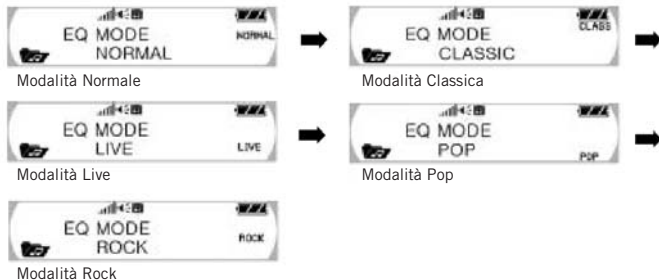 EQ MODE
NORMAL
NORMAL
Modalità Normale
EQ MODE
CLASSIC
CLASS
Modalità Classica
EQ MODE
LIVE
LIVE
Modalità Live
EQ MODE
POP
POP
Modalità Pop
EQ MODE
ROCK
ROCK
Modalità Rock